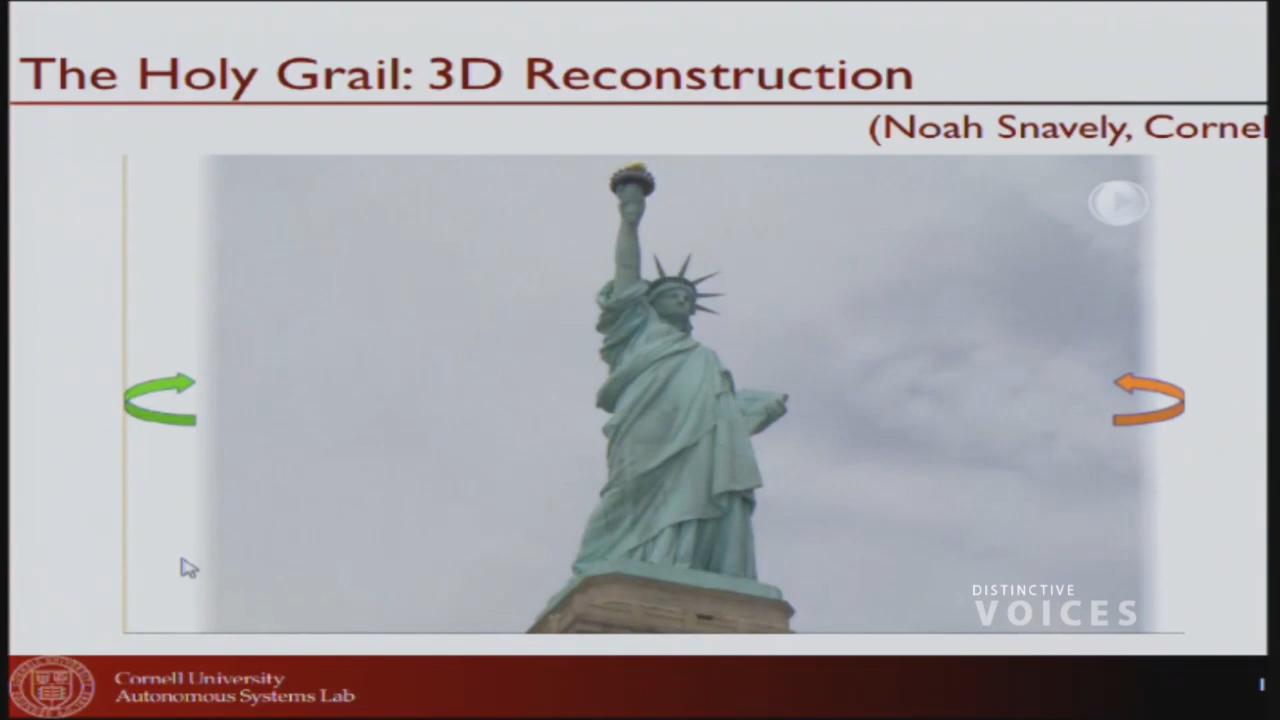 The Holy Grail: 3D Reconstruction
(Noah Snavely, Cornel
DISTINCTIVE
VOICES
Cornell University
Autonomous Systems Lab